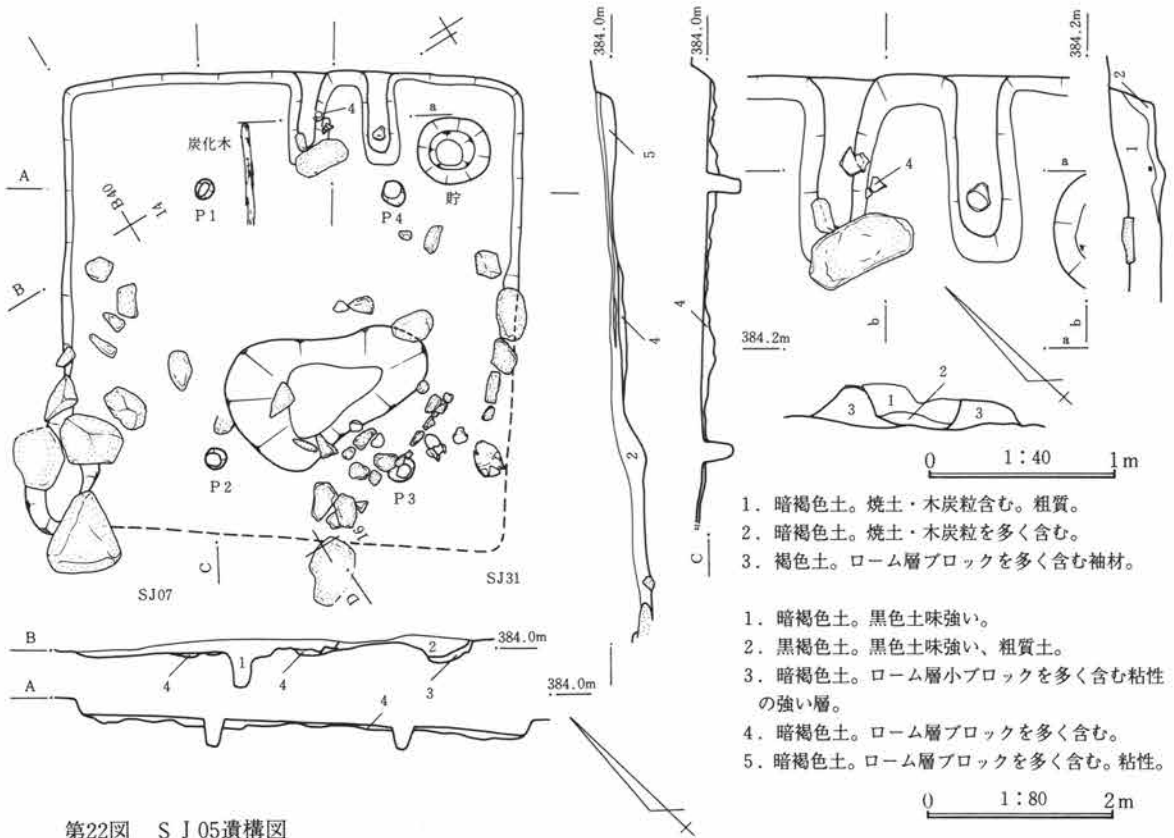 384.0m
384.0m
384.2m
4
a
炭化木
A
P1
P4
貯
B40
14
B
5
4
2
4
P2
P3
16
C
D
SJ07
SJ31
C
2
1
4
a
b
b
a
384.2m
2
1
3
3
B
384.0m
4
1
4
2
3
A
384.0m
4
0 1:40 1m
1. 暗褐色土。焼土・木炭粒含む。粗質。
2. 暗褐色土。焼土・木炭粒を多く含む。
3. 褐色土。ローム層ブロックを多く含む袖材。
1. 暗褐色土。黒色土味強い。
2. 黒褐色土。黒色土味強い、粗質土。
3. 暗褐色土。ローム層小ブロックを多く含む粘性
の強い層。
4. 暗褐色土。ローム層ブロックを多く含む。
5. 暗褐色土。ローム層ブロックを多く含む。粘性。
0 1:80 2m
第22図 SJ05遺構図